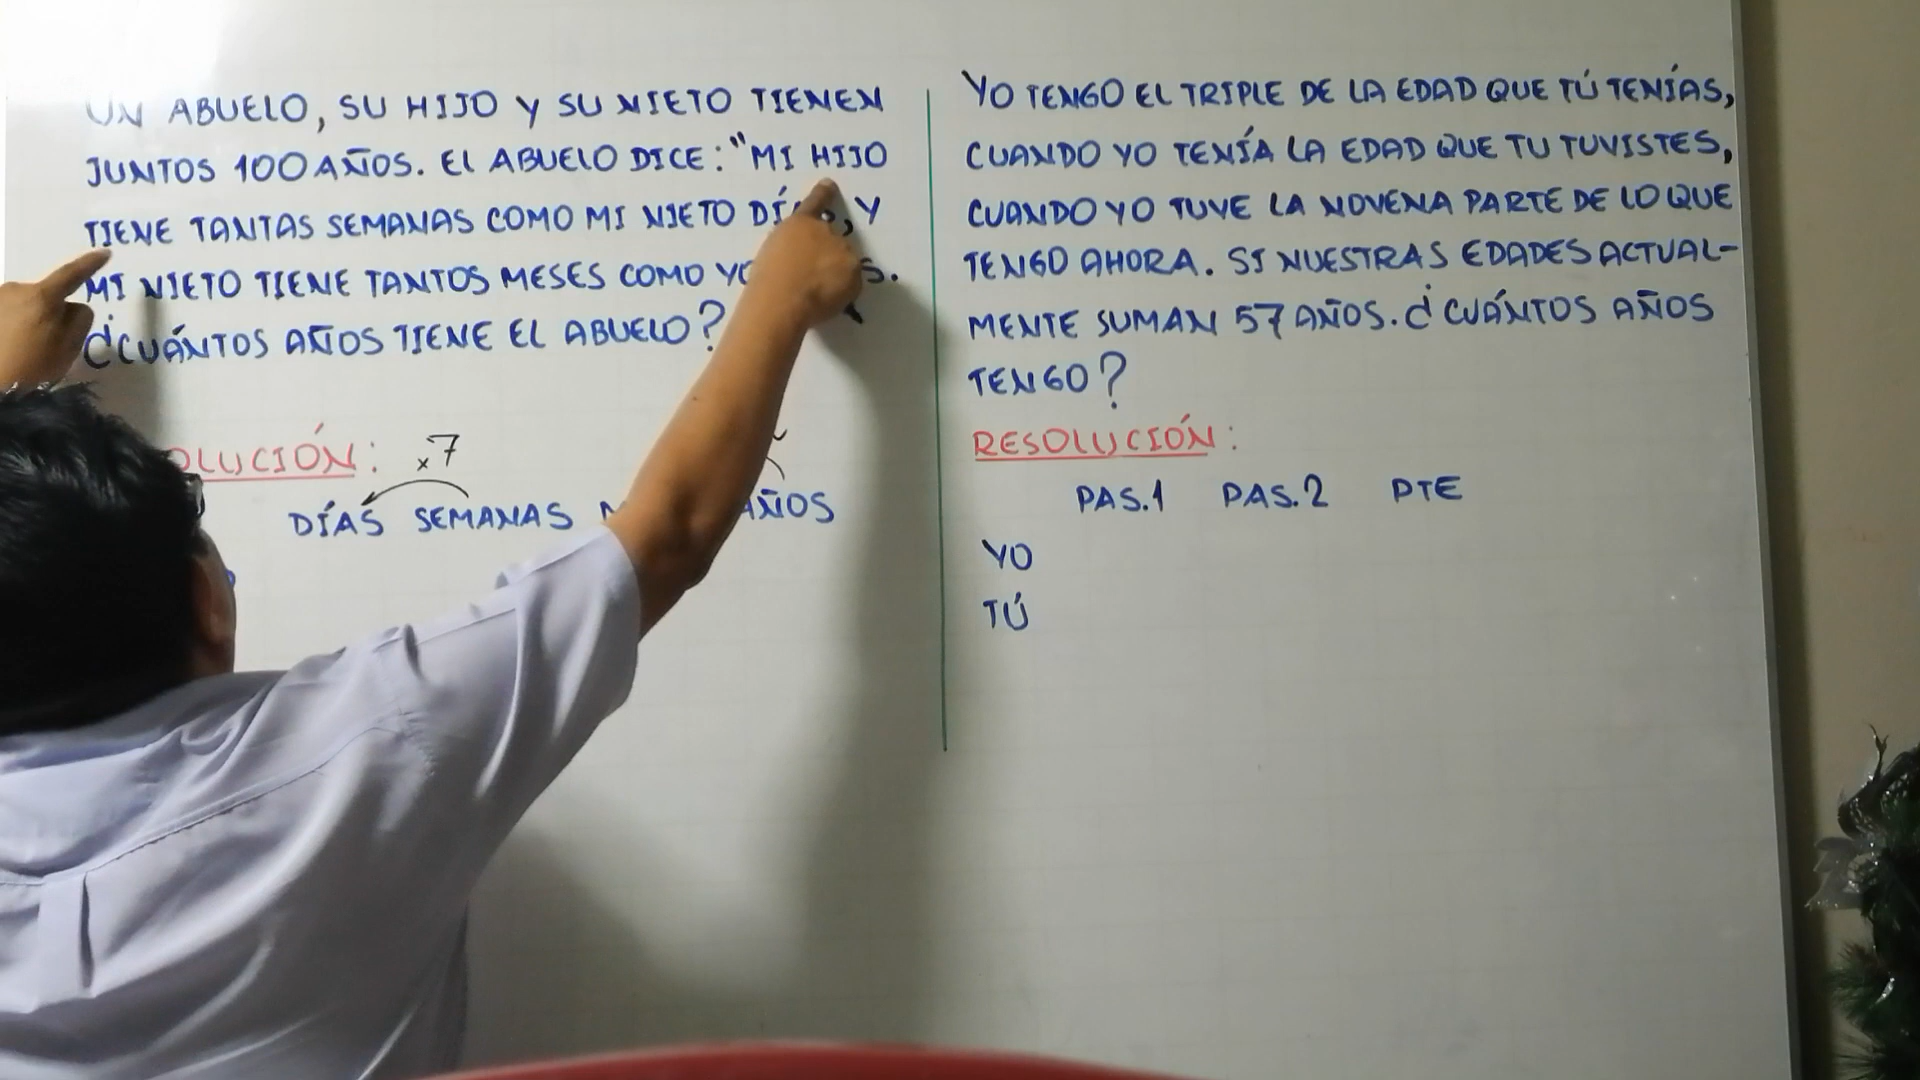 UN ABUELO, SU HIJO Y SU NIETO TIENEN
JUNTOS 100 AÑOS. EL ABUELO DICE: "MI HIJO
TIENE TANTAS SEMANAS COMO MI NIETO Y
MI NIETO TIENE TANTOS MESES COMO
¿CUÁNTOS AÑOS TIENE EL ABUELO?
x7
DÍAS SEMANAS AÑOS
YO TENGO EL TRIPLE DE LA EDAD QUE TÚ TENÍAS,
CUANDO YO TENÍA LA EDAD QUE TU TUVISTES,
CUANDO YO TUVE LA NOVENA PARTE DE LO QUE
TENGO AHORA. SI NUESTRAS EDADES ACTUAL-
MENTE SUMAN 57 AÑOS. ¿CUÁNTOS AÑOS
TENGO?
RESOLUCIÓN:
PAS.1 PAS.2 PTE
YO
TÚ